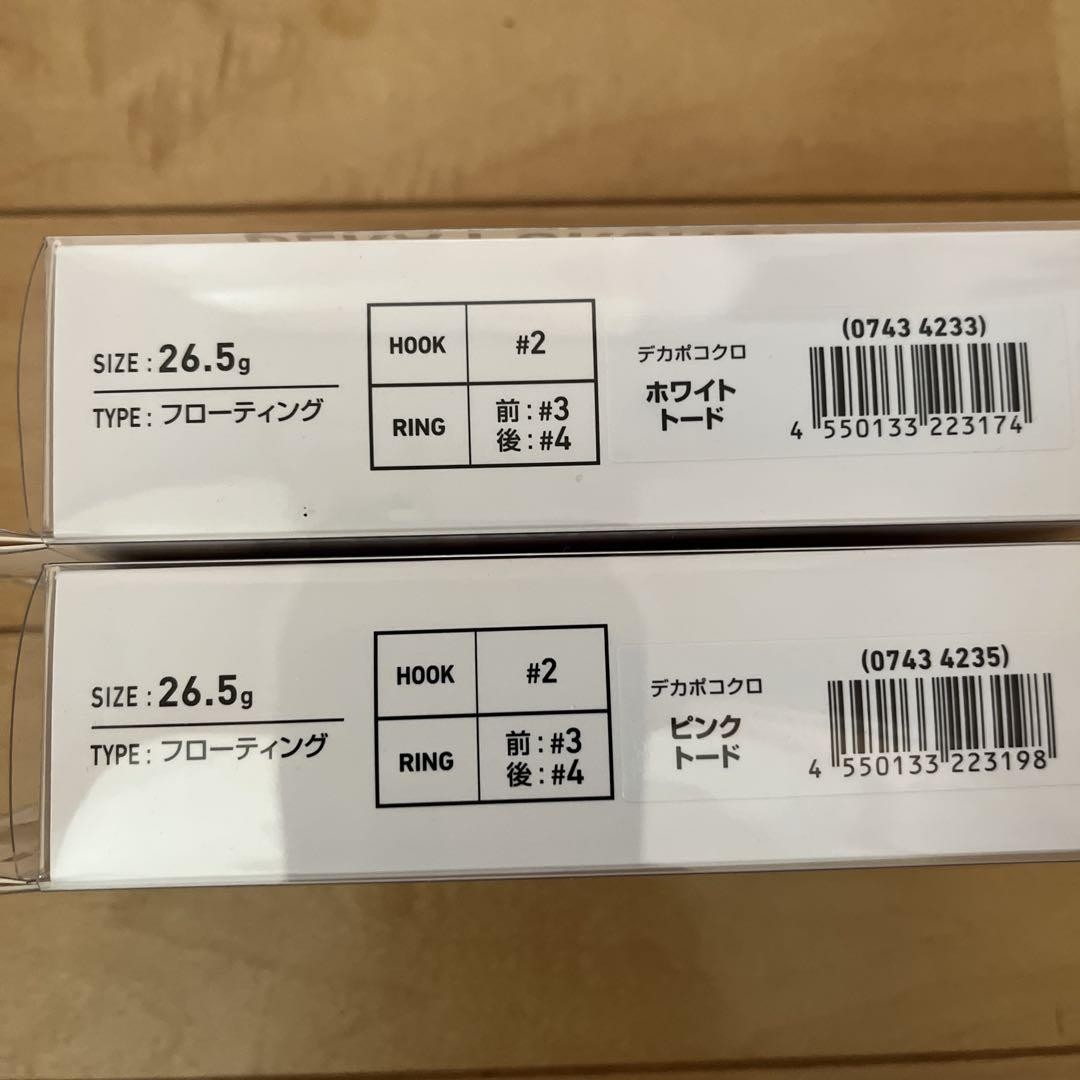 SIZE : 26.5g
TYPE : フローティング
HOOK #2
RING 前 : #3
後 : #4
デカポコクロ
ホワイト
トード
(0743 4233)
4 550133 223174
SIZE : 26.5g
TYPE : フローティング
HOOK #2
RING 前 : #3
後 : #4
デカポコクロ
ピンク
トード
(0743 4235)
4 550133 223198